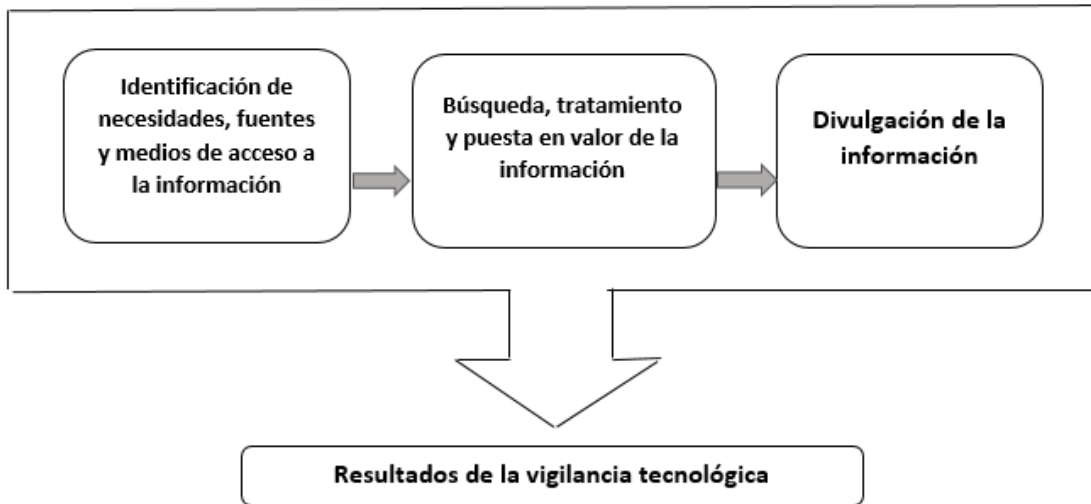 Identificación de
necesidades, fuentes
y medios de acceso a
la información
Búsqueda, tratamiento
y puesta en valor de la
información
Divulgación de la
información
Resultados de la vigilancia tecnológica